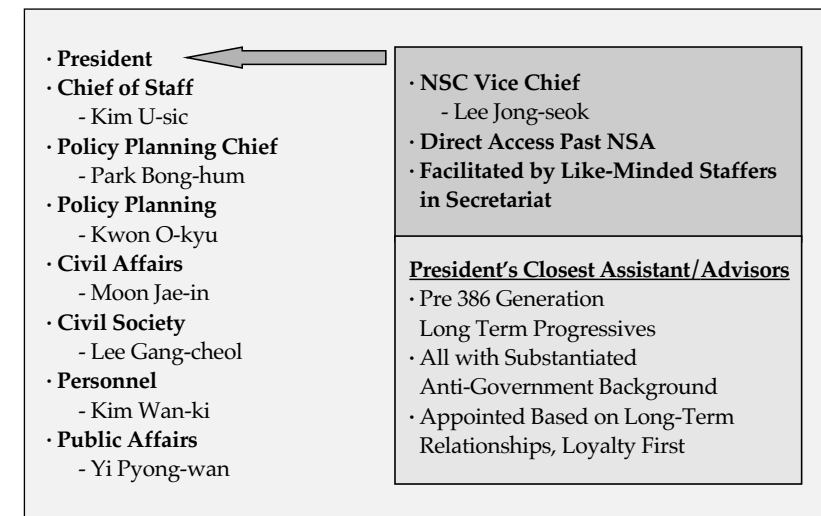 · President
· Chief of Staff
- Kim U-sic
· Policy Planning Chief
- Park Bong-hum
· Policy Planning
- Kwon O-kyu
· Civil Affairs
- Moon Jae-in
· Civil Society
- Lee Gang-cheol
· Personnel
- Kim Wan-ki
· Public Affairs
- Yi Pyong-wan
· NSC Vice Chief
- Lee Jong-seok
· Direct Access Past NSA
· Facilitated by Like-Minded Staffers
in Secretariat
President's Closest Assistant/Advisors
· Pre 386 Generation
Long Term Progressives
· All with Substantiated
Anti-Government Background
· Appointed Based on Long-Term
Relationships, Loyalty First